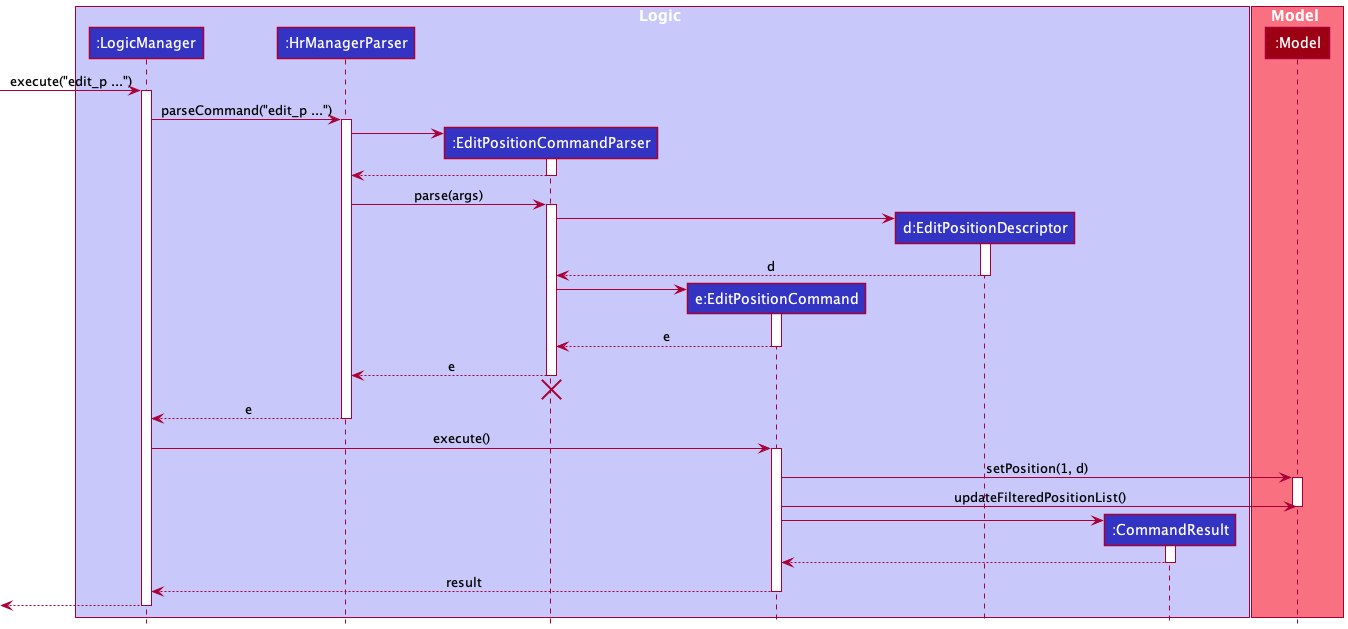 Logic
Model
:LogicManager
:HrManagerParser
:Model
execute("edit_p ...")
parseCommand("edit_p ...")
:EditPositionCommandParser
parse(args)
d:EditPositionDescriptor
d
e:EditPositionCommand
e
e
e
execute()
setPosition(1, d)
updateFilteredPositionList()
:CommandResult
result